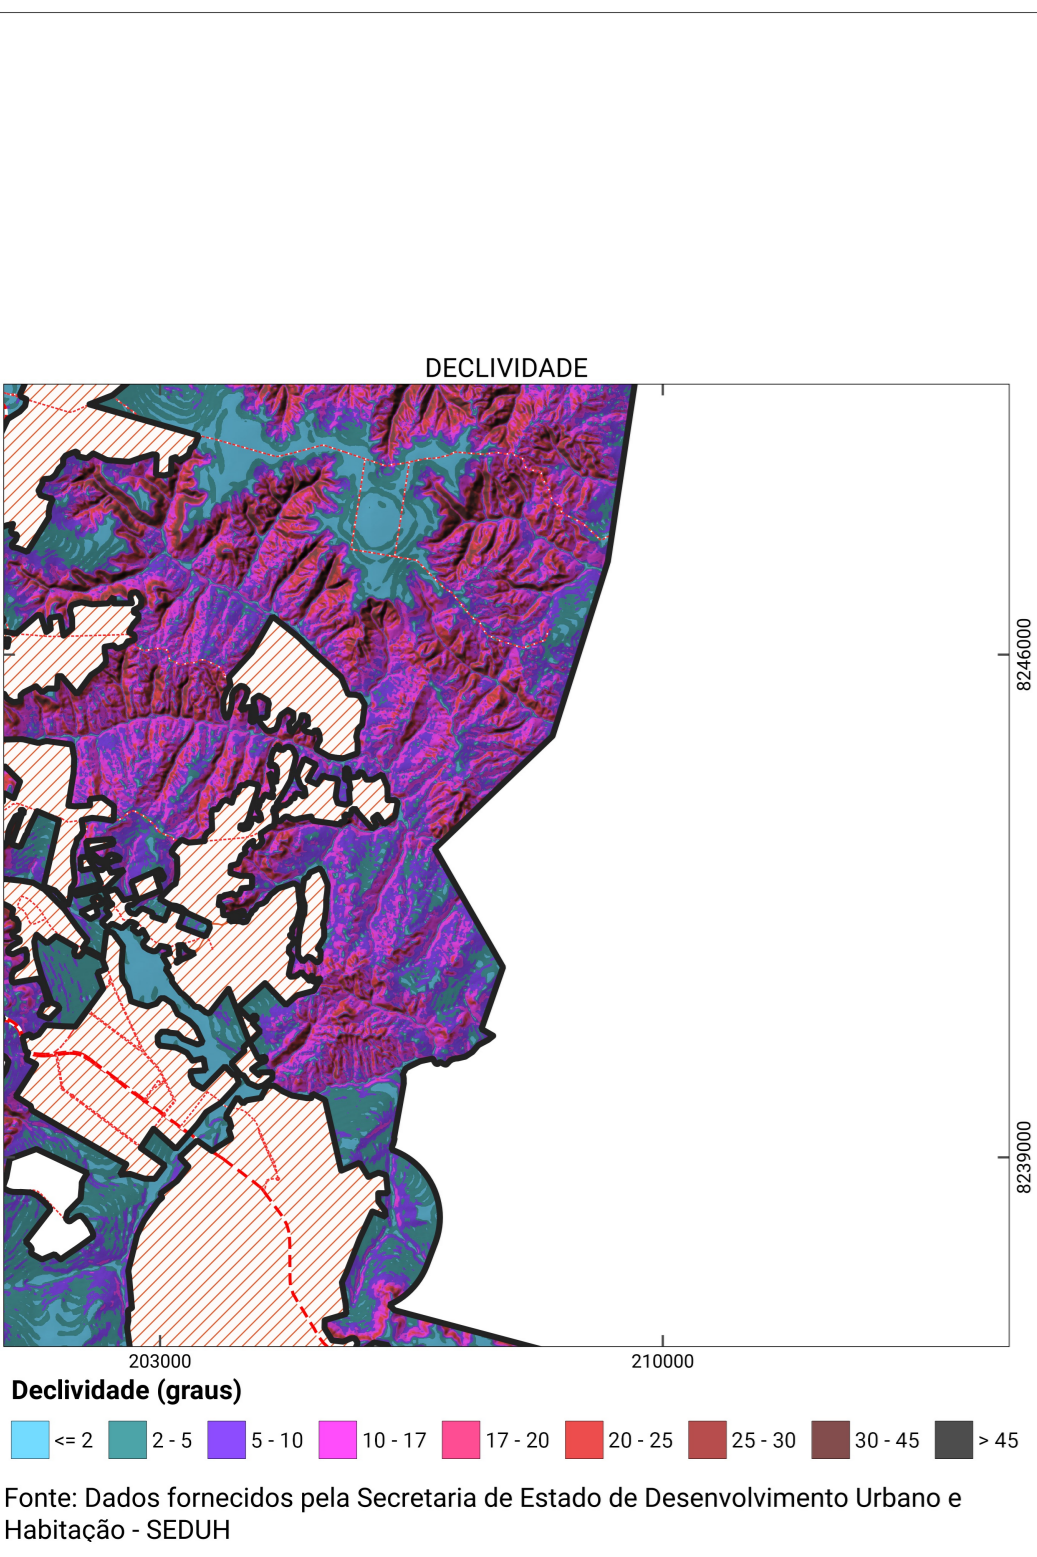 DECLIVIDADE
8246000
8239000
203000
210000
Declividade (graus)
<= 2
2 - 5
5 - 10
10 - 17
17 - 20
20 - 25
25 - 30
30 - 45
> 45
Fonte: Dados fornecidos pela Secretaria de Estado de Desenvolvimento Urbano e
Habitação - SEDUH